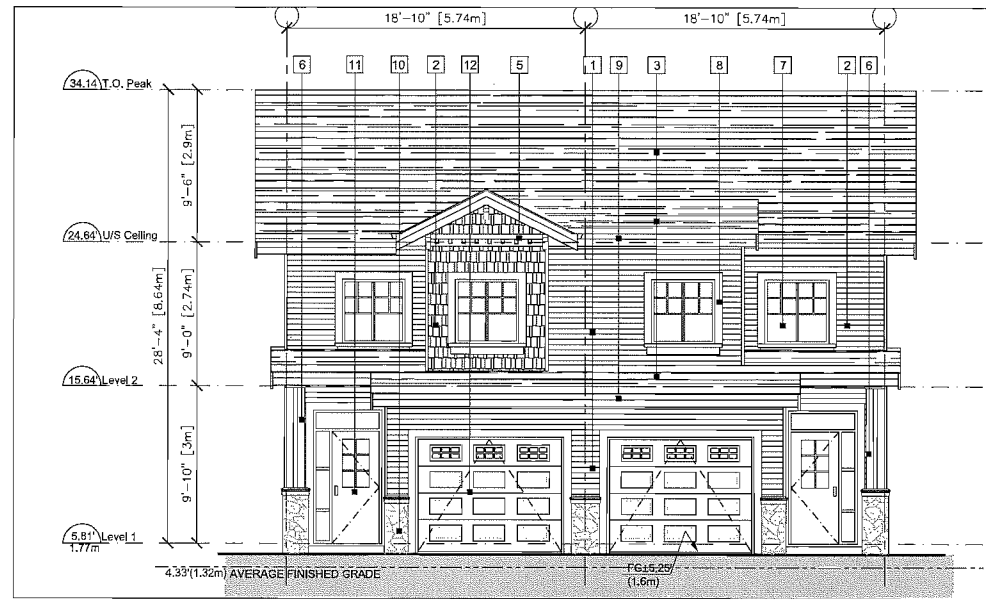 18'-10" [5.74m] 18'-10" [5.74m]
6 11 10 2 12 5 1 9 3 8 7 2 6
34.14' T.O. Peak
9'-6" [2.9m]
24.64' U/S Ceiling
28'-4" [8.64m]
9'-0" [2.74m]
15.64' Level 2
9'-10" [3m]
5.81' Level 1
1.77m
4.33'(1.32m) AVERAGE FINISHED GRADE
FG±5.25'
(1.6m)